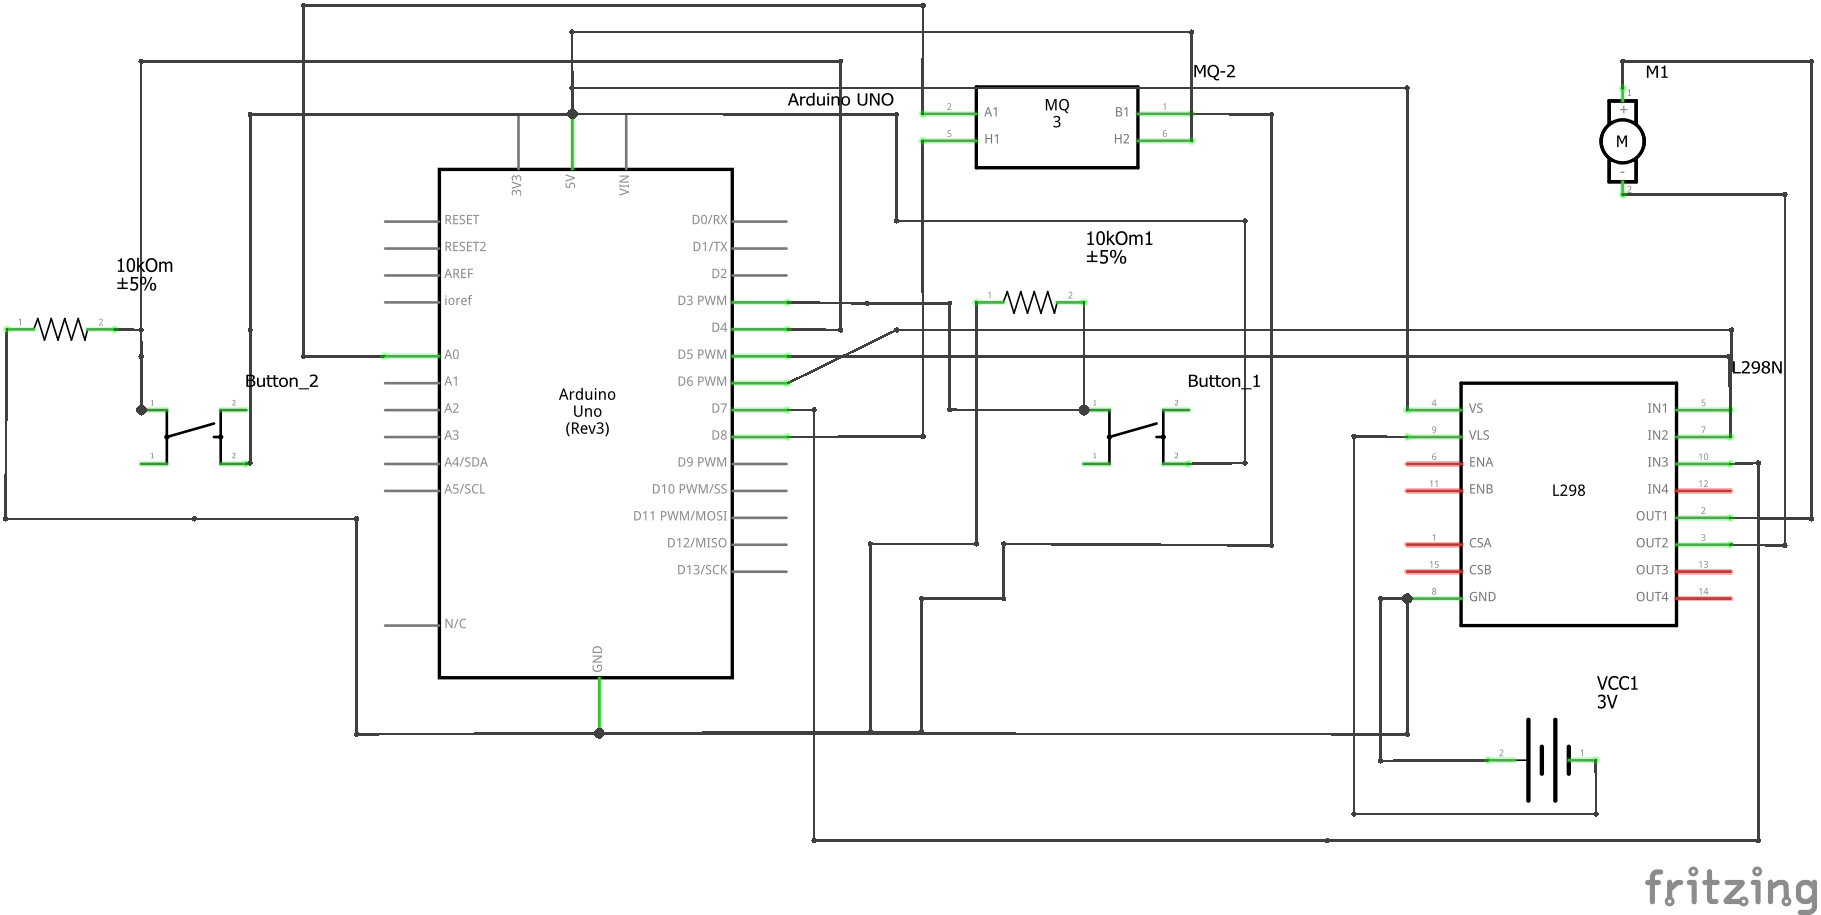 MQ-2
M1
Arduino UNO
MQ
3
2 A1
B1 1
5 H1
H2 6
1
+
M
-
2
3V3
5V
VIN
RESET
D0/RX
RESET2
D1/TX
AREF
D2
ioref
D3 PWM
D4
A0
D5 PWM
A1
D6 PWM
A2
D7
A3
D8
A4/SDA
D9 PWM
A5/SCL
D10 PWM/SS
D11 PWM/MOSI
D12/MISO
D13/SCK
N/C
GND
Arduino
Uno
(Rev3)
10kOm
±5%
1 2
Button_2
1 2
1 2
10kOm1
±5%
1 2
Button_1
1 2
1 2
L298N
4 VS
IN1 5
9 VLS
IN2 7
6 ENA
IN3 10
11 ENB
L298
IN4 12
OUT1 2
1 CSA
OUT2 3
15 CSB
OUT3 13
8 GND
OUT4 14
VCC1
3V
2 1
fritzing